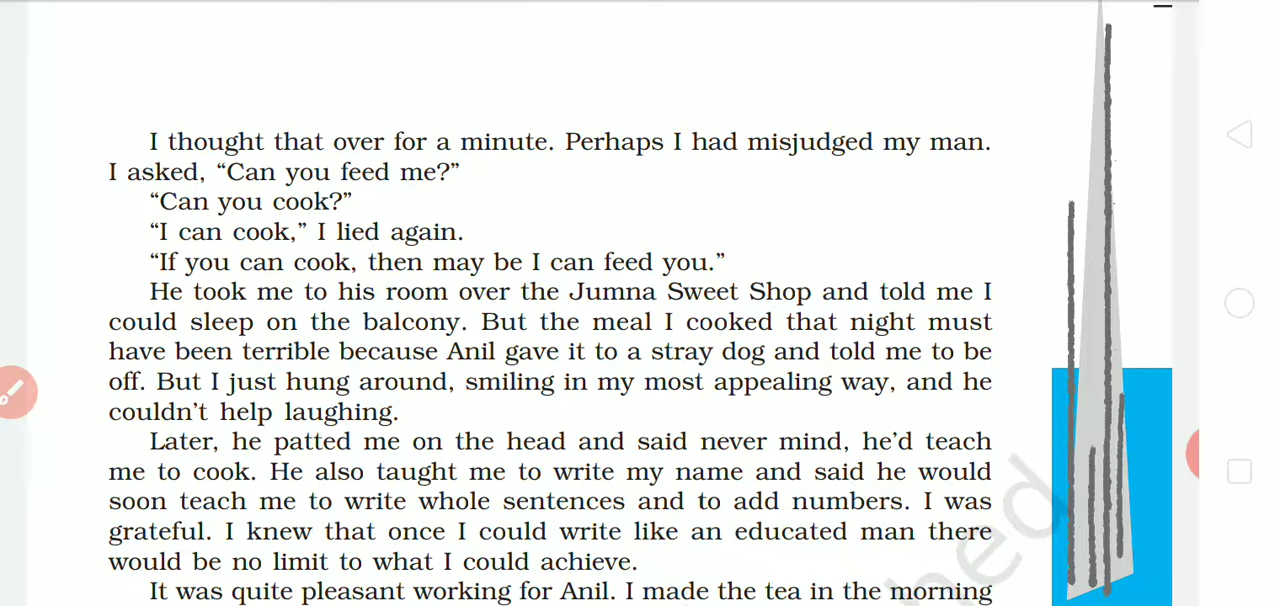 I thought that over for a minute. Perhaps I had misjudged my man.
I asked, “Can you feed me?”
“Can you cook?”
“I can cook,” I lied again.
“If you can cook, then may be I can feed you.”
He took me to his room over the Jumna Sweet Shop and told me I
could sleep on the balcony. But the meal I cooked that night must
have been terrible because Anil gave it to a stray dog and told me to be
off. But I just hung around, smiling in my most appealing way, and he
couldn’t help laughing.
Later, he patted me on the head and said never mind, he’d teach
me to cook. He also taught me to write my name and said he would
soon teach me to write whole sentences and to add numbers. I was
grateful. I knew that once I could write like an educated man there
would be no limit to what I could achieve.
It was quite pleasant working for Anil. I made the tea in the morning
hed